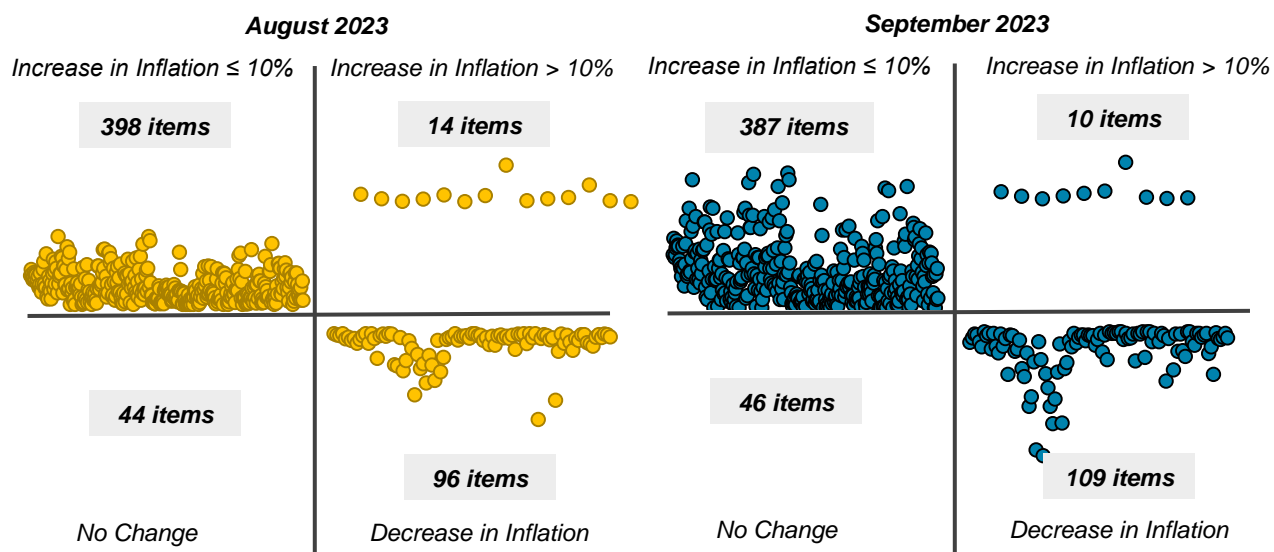 August 2023
Increase in Inflation ≤ 10%
Increase in Inflation > 10%
398 items
14 items
44 items
96 items
No Change
Decrease in Inflation
September 2023
Increase in Inflation ≤ 10%
Increase in Inflation > 10%
387 items
10 items
46 items
109 items
No Change
Decrease in Inflation